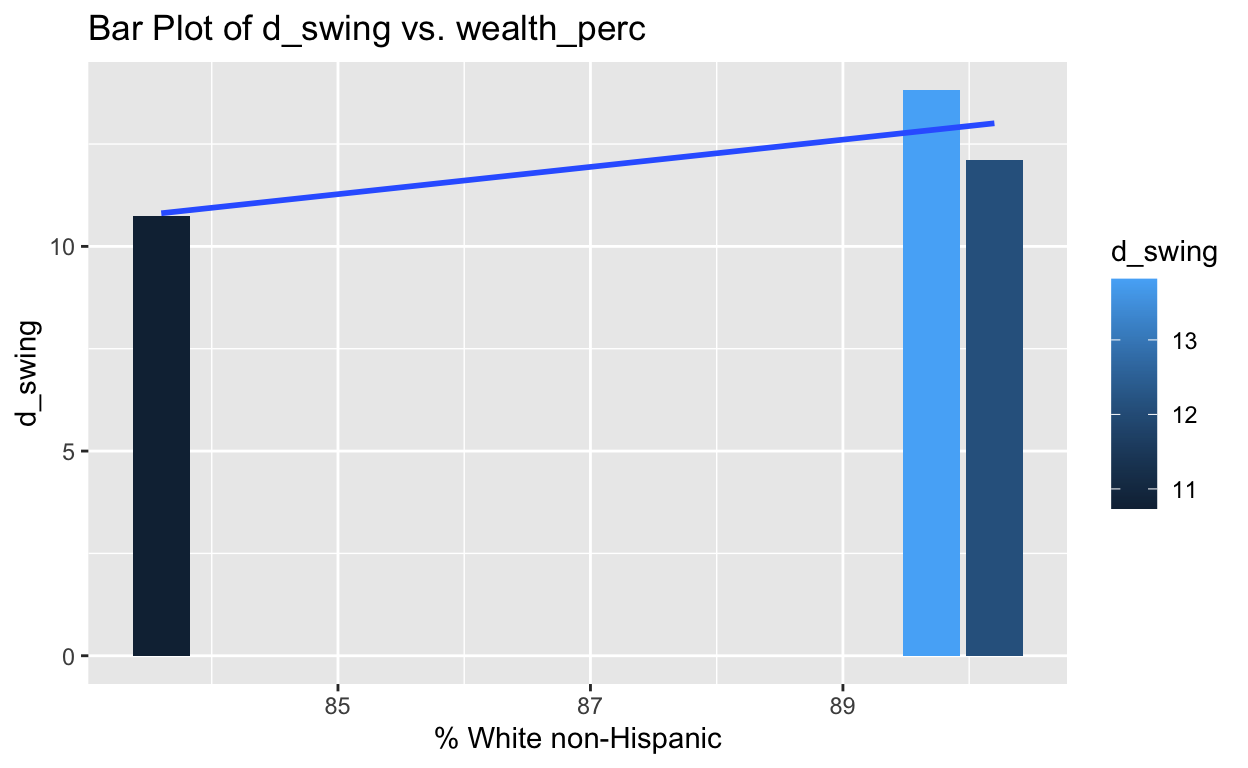 Bar Plot of d_swing vs. wealth_perc
d_swing
10
5
0
85
87
89
% White non-Hispanic
d_swing
13
12
11